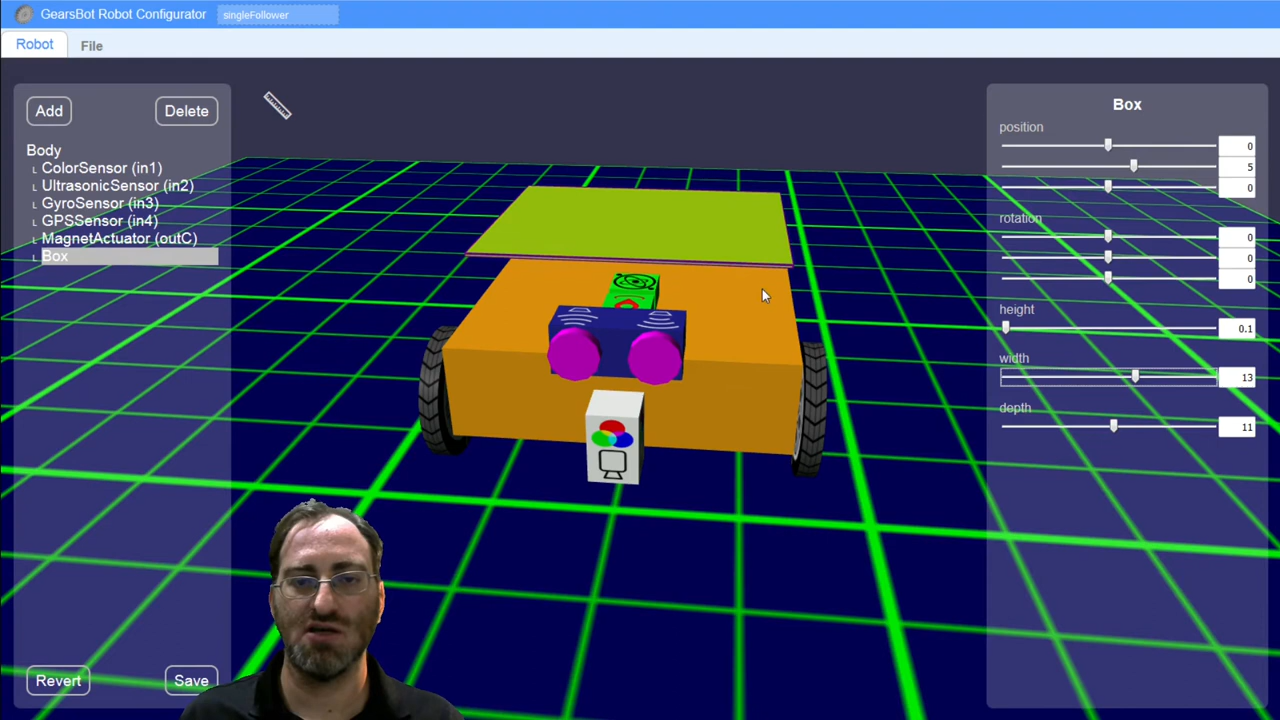 GearsBot Robot Configurator
singleFollower
Robot
File
Add
Delete
Body
L ColorSensor (in1)
L UltrasonicSensor (in2)
L GyroSensor (in3)
L GPSSensor (in4)
L MagnetActuator (outC)
L Box
Revert
Save
Box
position
0
5
0
rotation
0
0
0
height
0.1
width
13
depth
11